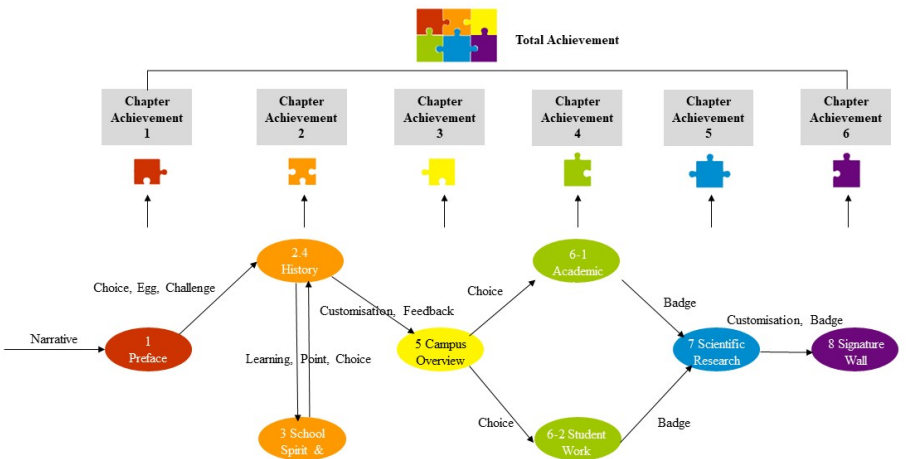 Total Achievement
Chapter
Achievement
1
Chapter
Achievement
2
Chapter
Achievement
3
Chapter
Achievement
4
Chapter
Achievement
5
Chapter
Achievement
6
2.4
History
6-1
Academic
Choice, Egg, Challenge
Choice
Badge
Customisation, Feedback
Customisation, Badge
Narrative
1
Preface
Learning, Point, Choice
5 Campus
Overview
7 Scientific
Research
8 Signature
Wall
Choice
Badge
3 School
Spirit &
6-2 Student
Work